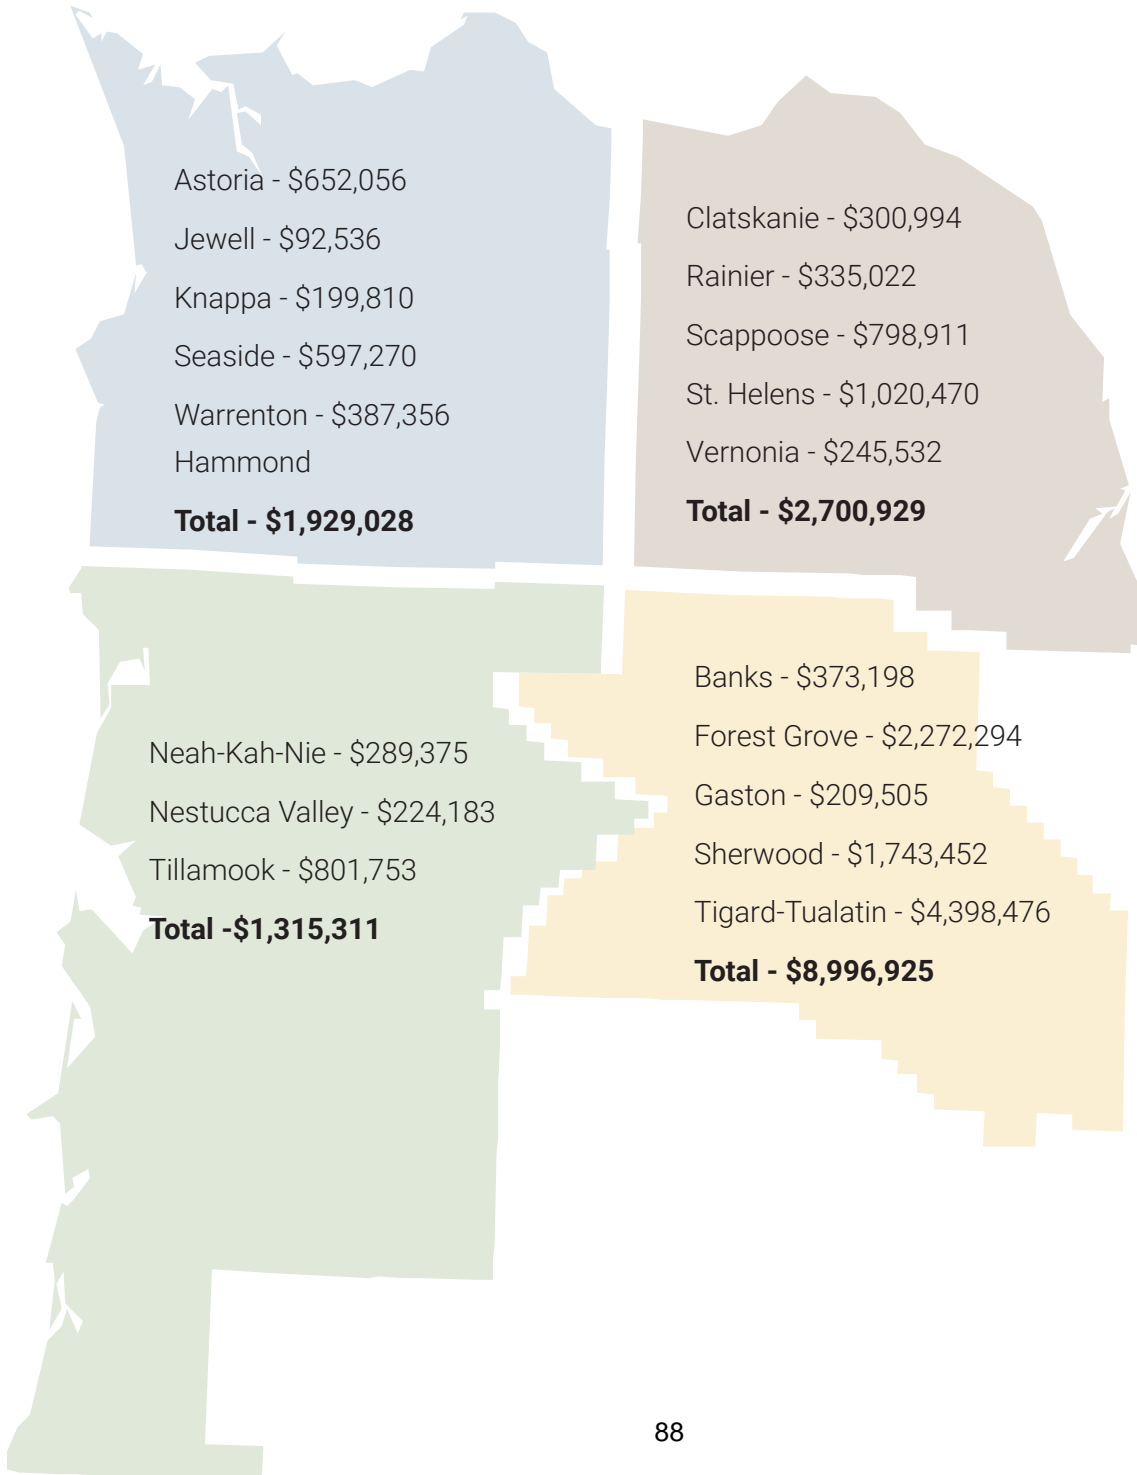 Astoria - $652,056
Jewell - $92,536
Knappa - $199,810
Seaside - $597,270
Warrenton - $387,356
Hammond
Total - $1,929,028
Clatskanie - $300,994
Rainier - $335,022
Scappoose - $798,911
St. Helens - $1,020,470
Vernonia - $245,532
Total - $2,700,929
Neah-Kah-Nie - $289,375
Nestucca Valley - $224,183
Tillamook - $801,753
Total -$1,315,311
Banks - $373,198
Forest Grove - $2,272,294
Gaston - $209,505
Sherwood - $1,743,452
Tigard-Tualatin - $4,398,476
Total - $8,996,925
88